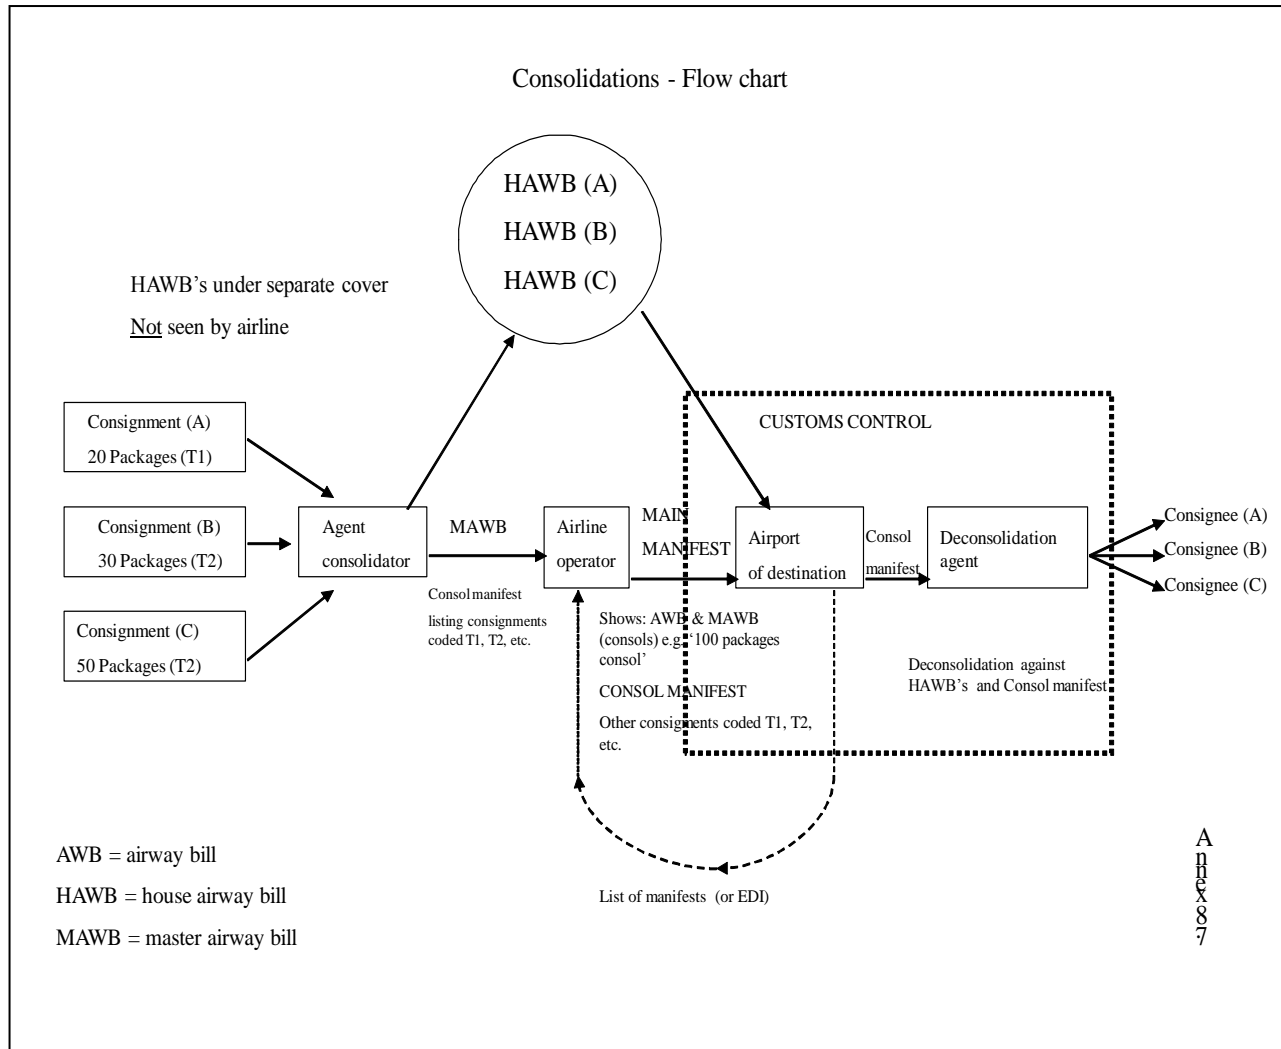 Consolidations - Flow chart
HAWB (A)
HAWB (B)
HAWB (C)
HAWB's under separate cover
Not seen by airline
Consignment (A)
20 Packages (T1)
Consignment (B)
30 Packages (T2)
Consignment (C)
50 Packages (T2)
Agent
consolidator
MAWB
Consol manifest
listing consignments
coded T1, T2, etc.
Airline
operator
MAIN
MANIFEST
Shows: AWB & MAWB
(consols) e.g. ‘100 packages
consol’
CONSOL MANIFEST
Other consigments coded T1, T2,
etc.
CUSTOMS CONTROL
Airport
of destination
Consol
manifest
Deconsolidation
agent
Deconsolidation against
HAWB's and Consol manifest
Consignee (A)
Consignee (B)
Consignee (C)
List of manifests (or EDI)
AWB = airway bill
HAWB = house airway bill
MAWB = master airway bill
Annex 8.7